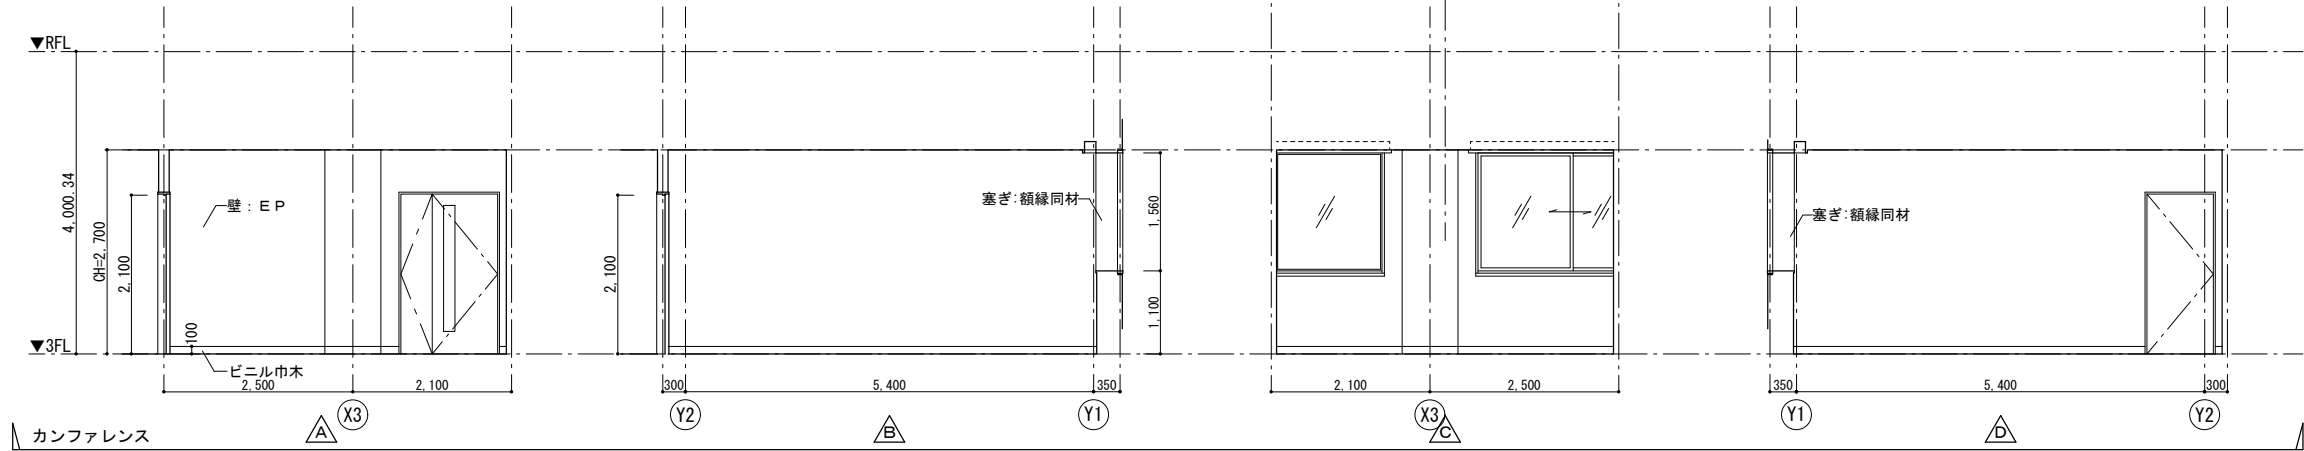 ▼RFL
4,000.34
CH=2,700
2,100
壁：ＥＰ
100
▼3FL
ビニル巾木
2,500
2,100
X3
A
2,100
塞ぎ:額縁同材
1,560
1,100
300
5,400
350
Y2
Y1
B
2,100
2,500
X3
C
塞ぎ:額縁同材
350
5,400
300
Y1
Y2
D
カンファレンス